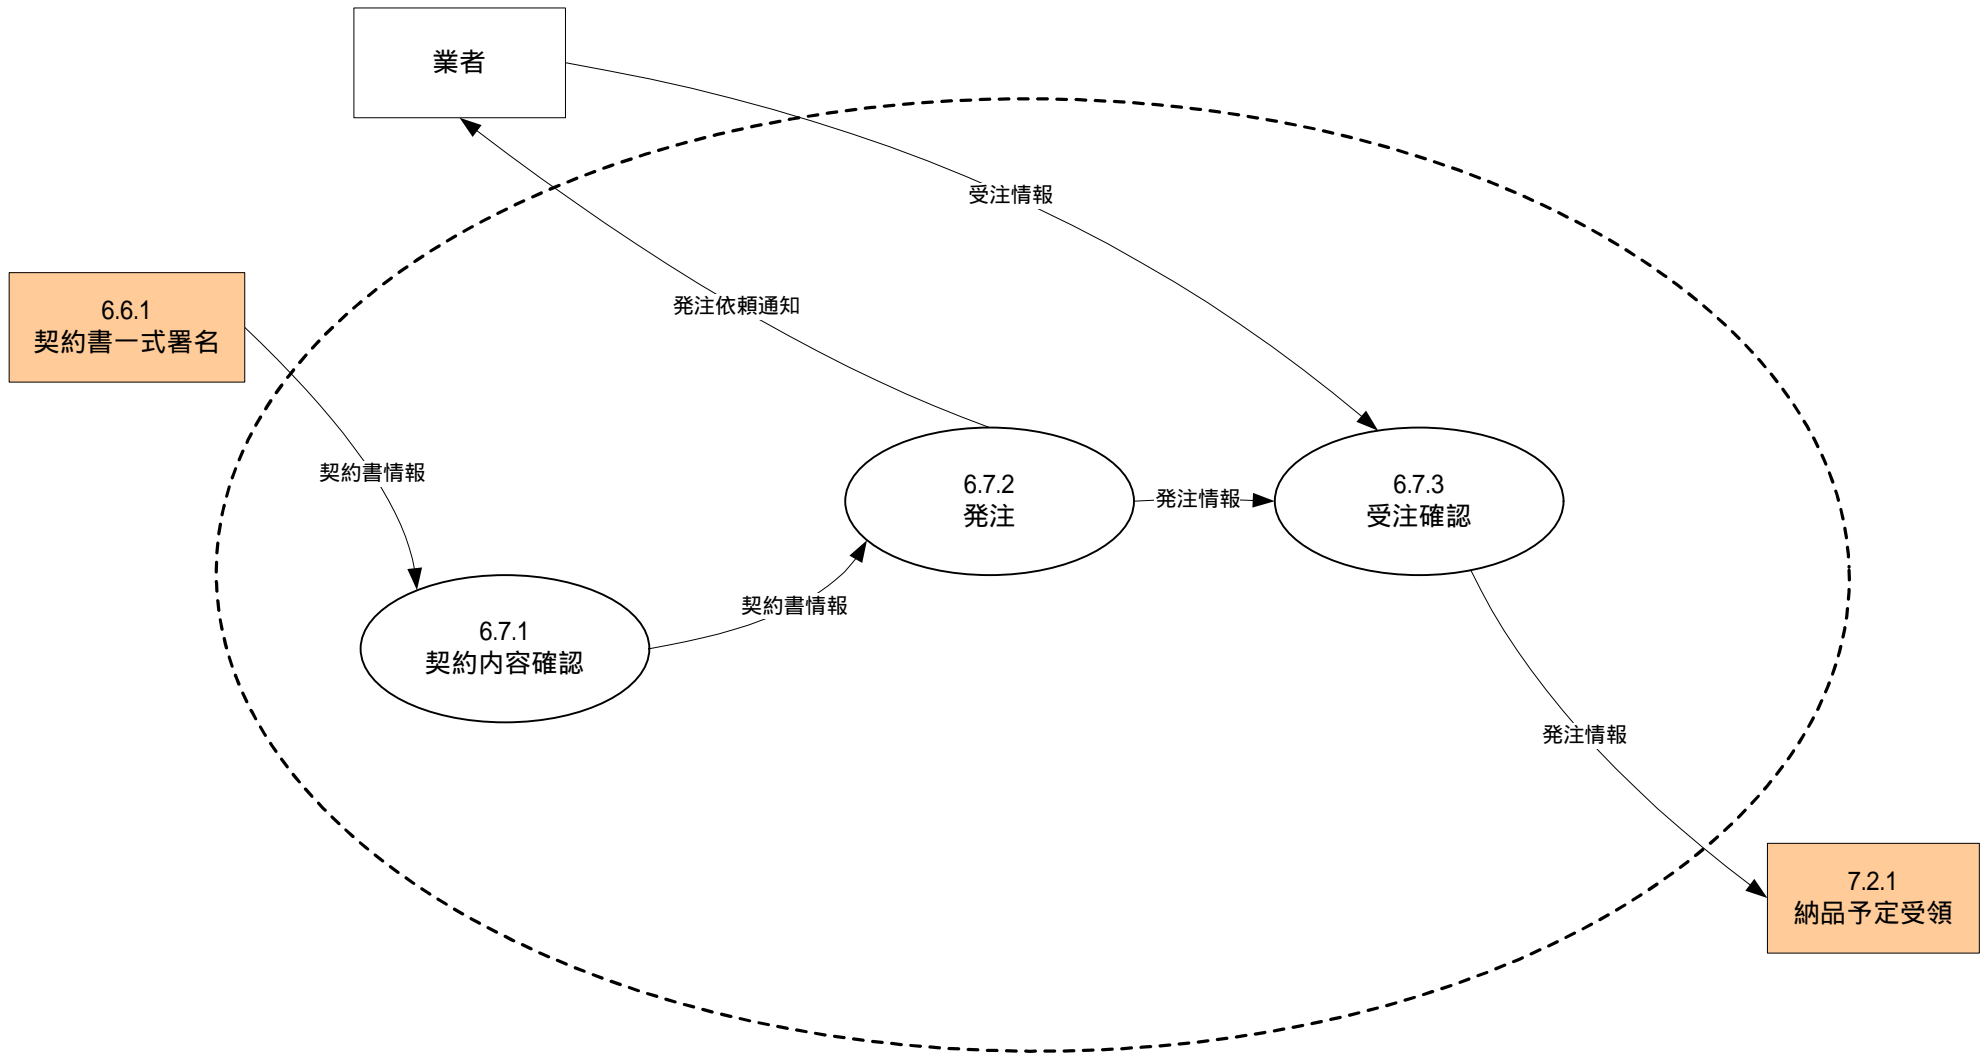 業者
受注情報
発注依頼通知
6.6.1
契約書一式署名
契約書情報
6.7.2
発注
発注情報
6.7.3
受注確認
契約書情報
6.7.1
契約内容確認
発注情報
7.2.1
納品予定受領